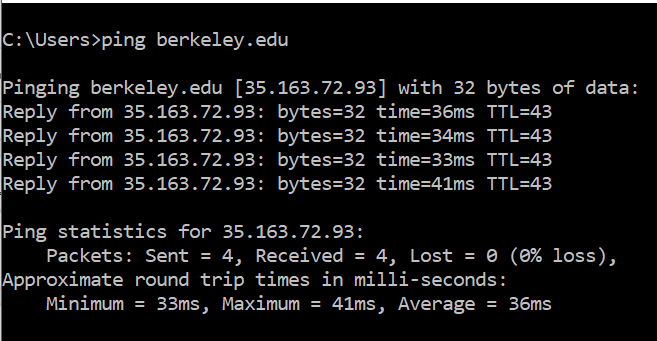 C:\Users>ping berkeley.edu
Pinging berkeley.edu [35.163.72.93] with 32 bytes of data:
Reply from 35.163.72.93: bytes=32 time=36ms TTL=43
Reply from 35.163.72.93: bytes=32 time=34ms TTL=43
Reply from 35.163.72.93: bytes=32 time=33ms TTL=43
Reply from 35.163.72.93: bytes=32 time=41ms TTL=43
Ping statistics for 35.163.72.93:
    Packets: Sent = 4, Received = 4, Lost = 0 (0% loss),
Approximate round trip times in milli-seconds:
    Minimum = 33ms, Maximum = 41ms, Average = 36ms